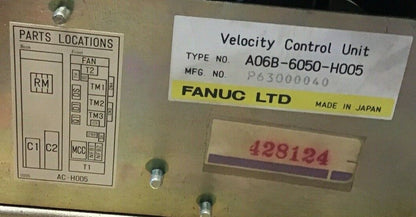 PARTS LOCATIONS
FAN
T2
RM
TM1
TM2
TM3
C1
C2
MCC
T1
AC-H005
Velocity Control Unit
TYPE NO. A06B-6050-H005
MFG. NO. P63000040
FANUC LTD
MADE IN JAPAN
428124